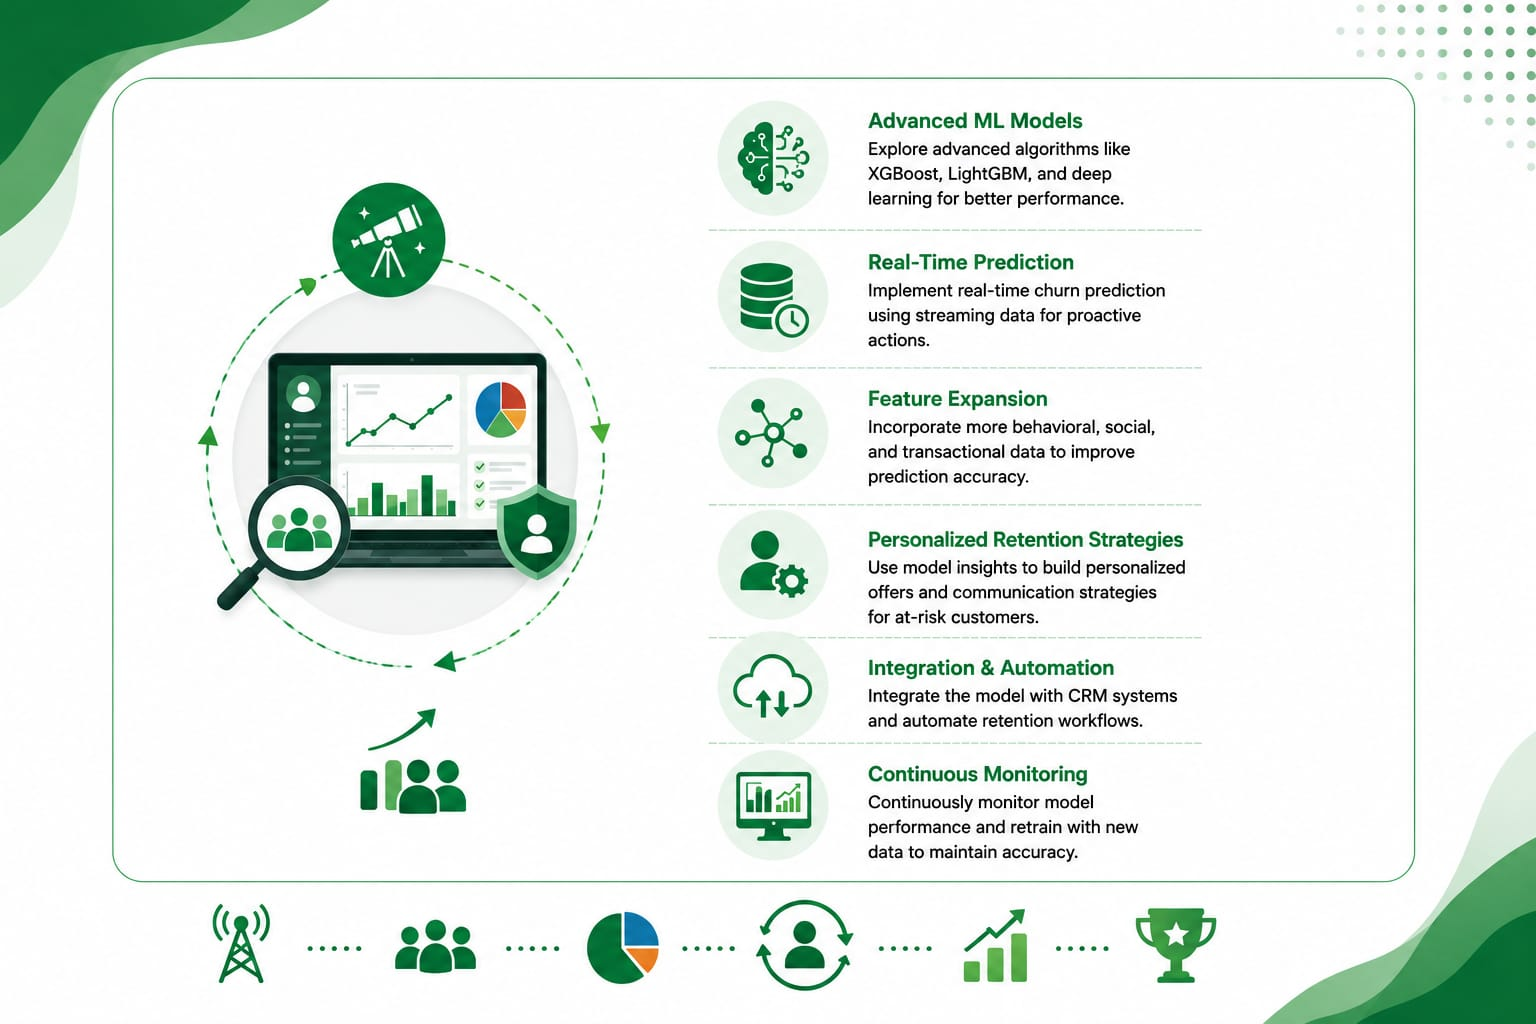 Advanced ML Models
Explore advanced algorithms like
XGBoost, LightGBM, and deep
learning for better performance.
Real-Time Prediction
Implement real-time churn prediction
using streaming data for proactive
actions.
Feature Expansion
Incorporate more behavioral, social,
and transactional data to improve
prediction accuracy.
Personalized Retention Strategies
Use model insights to build personalized
offers and communication strategies
for at-risk customers.
Integration & Automation
Integrate the model with CRM systems
and automate retention workflows.
Continuous Monitoring
Continuously monitor model
performance and retrain with new
data to maintain accuracy.